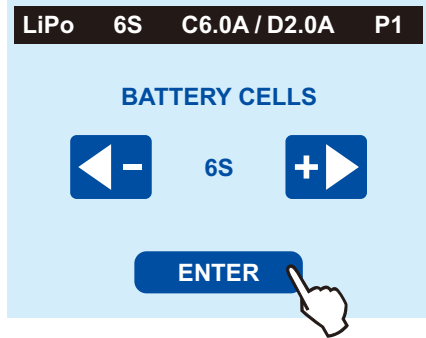 LiPo 6S C6.0A / D2.0A P1
BATTERY CELLS
- 6S +
ENTER